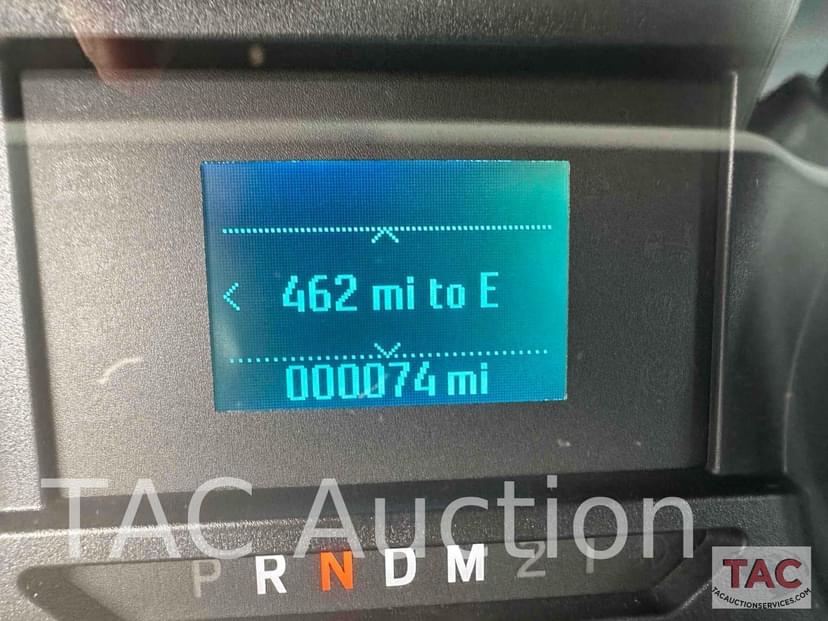 462 mi to E
000074 mi
TAC Auction
P R N D M 2 1
TAC
TACAUCTIONSERVICES.COM